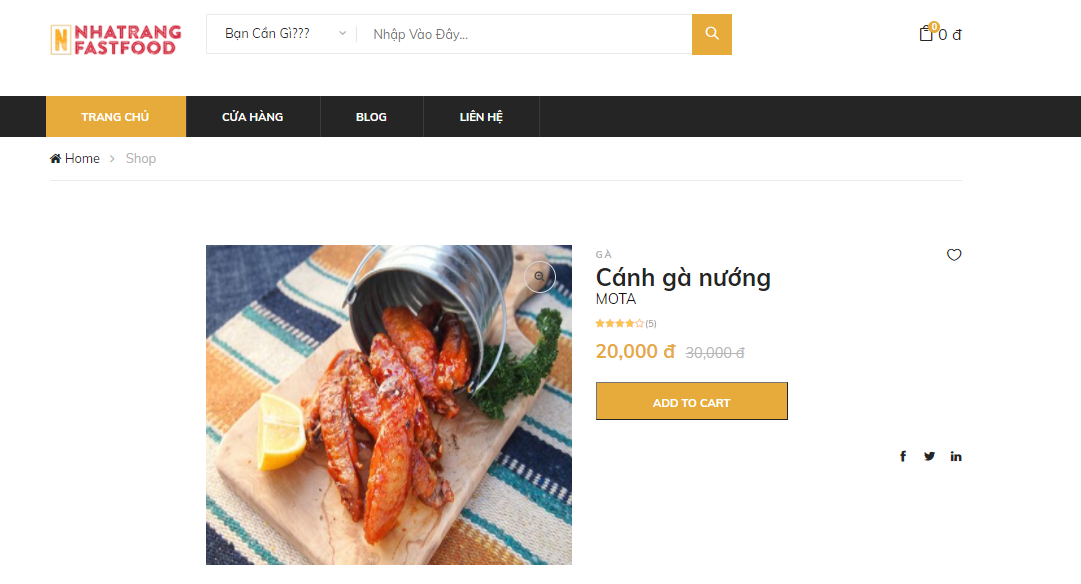 N NHATRANG
FASTFOOD
Bạn Cần Gì???
Nhập Vào Đây...
0
0 đ
TRANG CHỦ
CỬA HÀNG
BLOG
LIÊN HỆ
Home > Shop
GÀ
Cánh gà nướng
MOTA
(5)
20,000 đ 30,000 đ
ADD TO CART
f
in